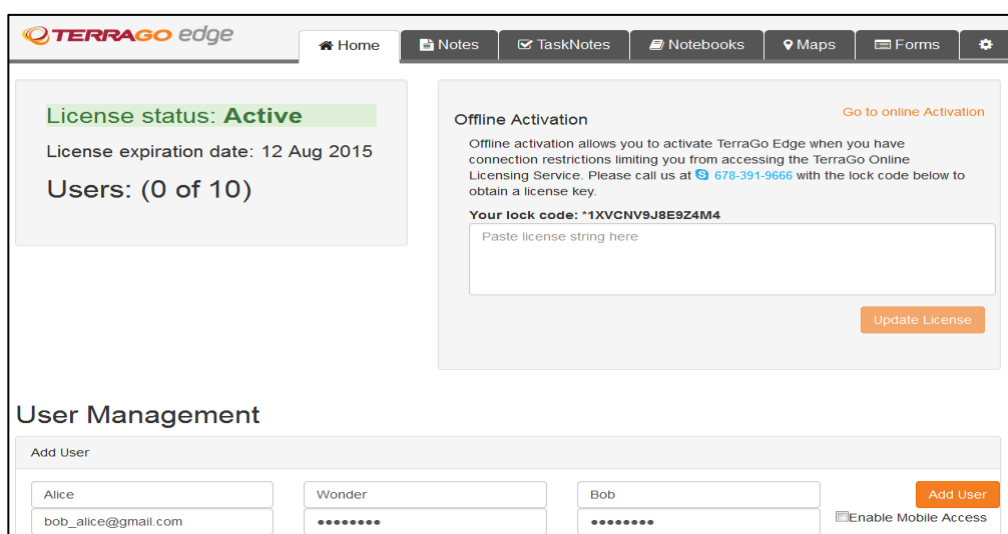 TERRAGO edge
Home
Notes
TaskNotes
Notebooks
Maps
Forms
License status: Active
License expiration date: 12 Aug 2015
Users: (0 of 10)
Offline Activation
Go to online Activation
Offline activation allows you to activate TerraGo Edge when you have
connection restrictions limiting you from accessing the TerraGo Online
Licensing Service. Please call us at 678-391-9666 with the lock code below to
obtain a license key.
Your lock code: *1XVCNV9J8E9Z4M4
Paste license string here
Update License
User Management
Add User
Alice
Wonder
Bob
Add User
bob_alice@gmail.com
••••••••
••••••••
Enable Mobile Access